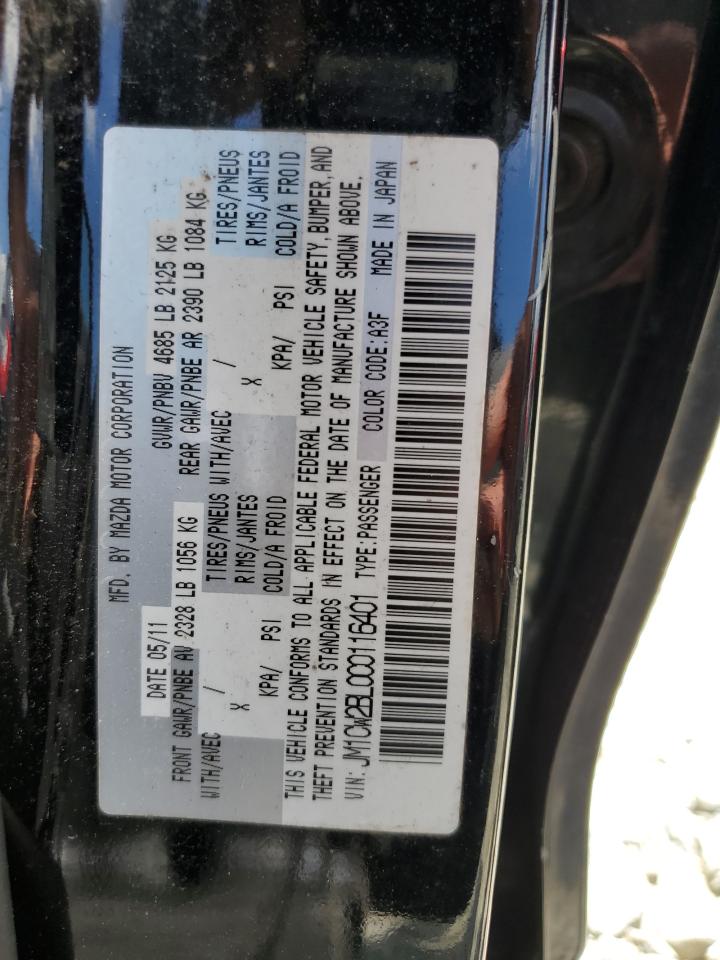 MFD. BY MAZDA MOTOR CORPORATION
DATE 05/11 GVWR/PNBV 4685 LB 2125 KG
FRONT GAWR/PNBE AV 2328 LB 1056 KG REAR GAWR/PNBE AR 2390 LB 1084 KG
WITH/AVEC / TIRES/PNEUS WITH/AVEC / TIRES/PNEUS
X RIMS/JANTES X RIMS/JANTES
KPA/ PSI COLD/A FROID KPA/ PSI COLD/A FROID
THIS VEHICLE CONFORMS TO ALL APPLICABLE FEDERAL MOTOR VEHICLE SAFETY, BUMPER, AND
THEFT PREVENTION STANDARDS IN EFFECT ON THE DATE OF MANUFACTURE SHOWN ABOVE.
VIN: JM1CW2BL0C0116401 TYPE:PASSENGER COLOR CODE:A3F MADE IN JAPAN